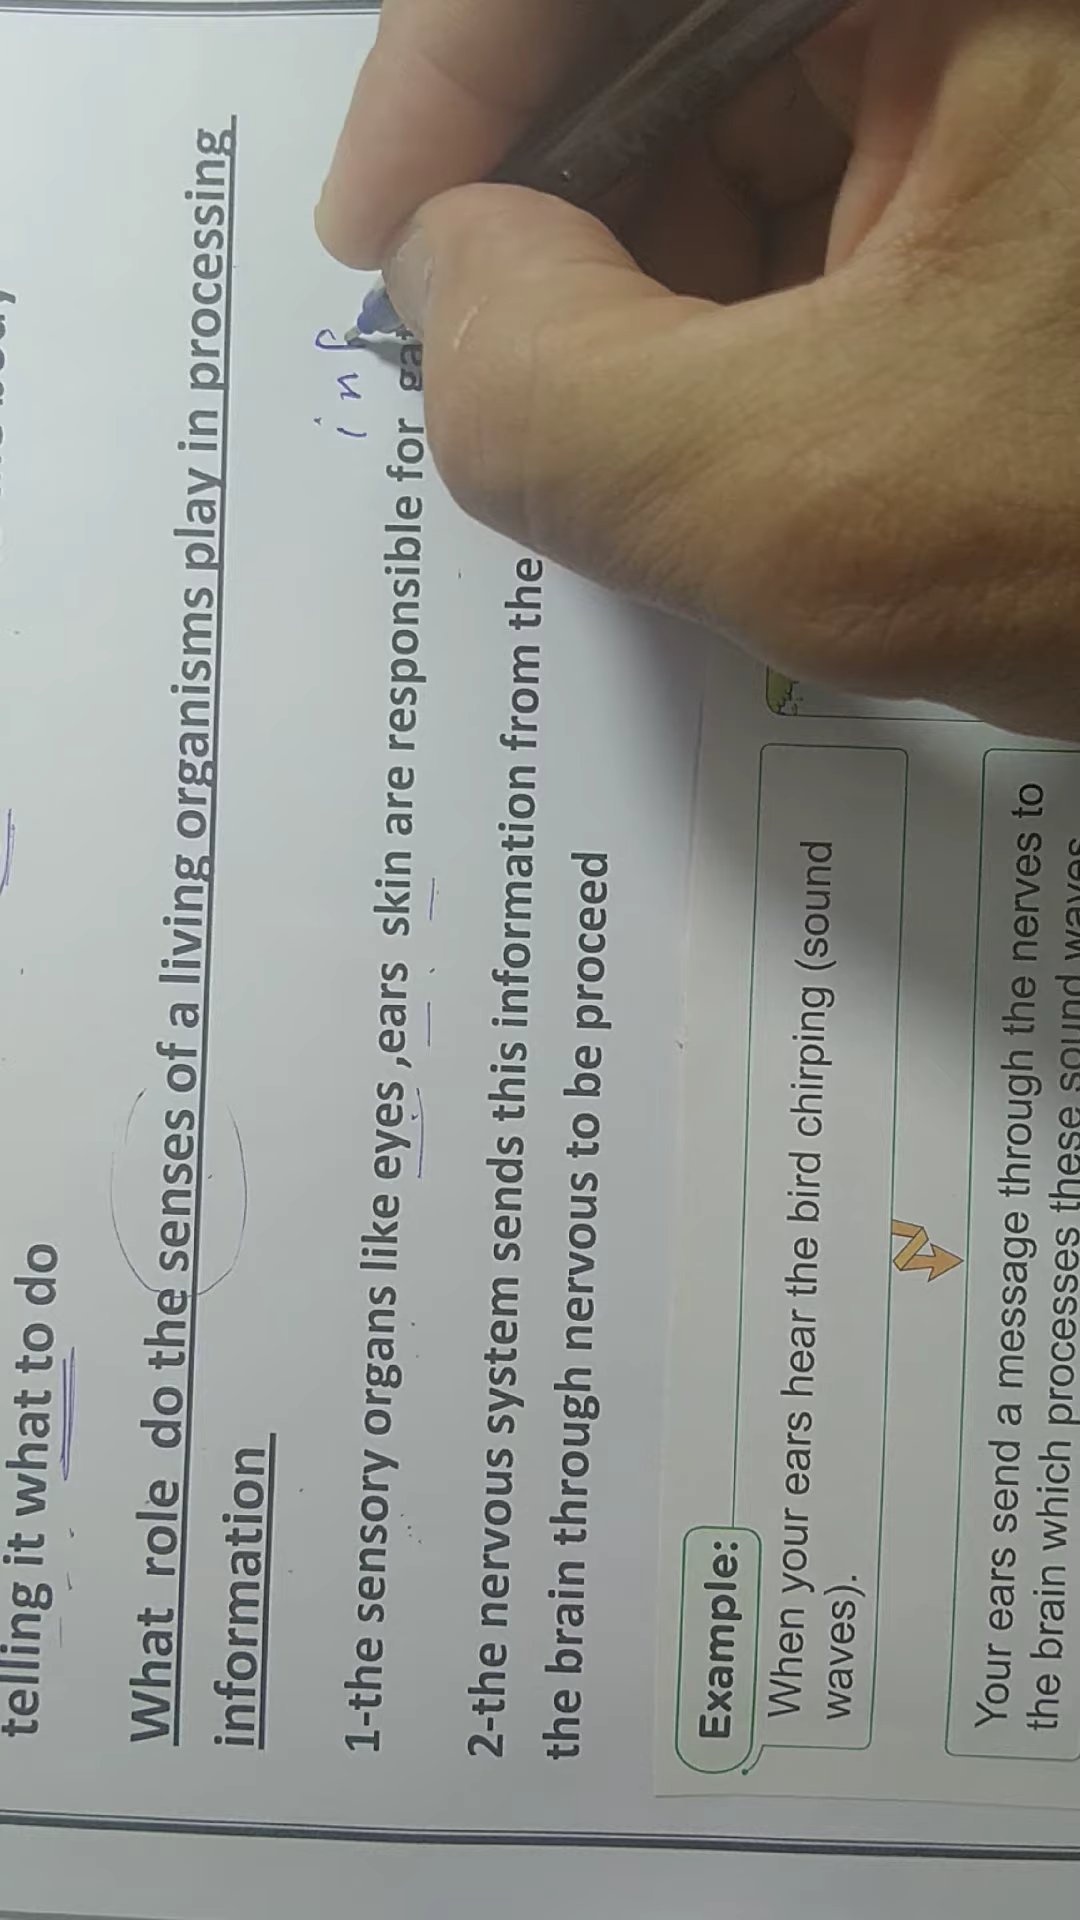 telling it what to do
What role do the senses of a living organisms play in processing
information
inf
1-the sensory organs like eyes ,ears skin are responsible for
2-the nervous system sends this information from the
the brain through nervous to be proceed
Example:
When your ears hear the bird chirping (sound
waves).
Your ears send a message through the nerves to
the brain which processes these sound waves